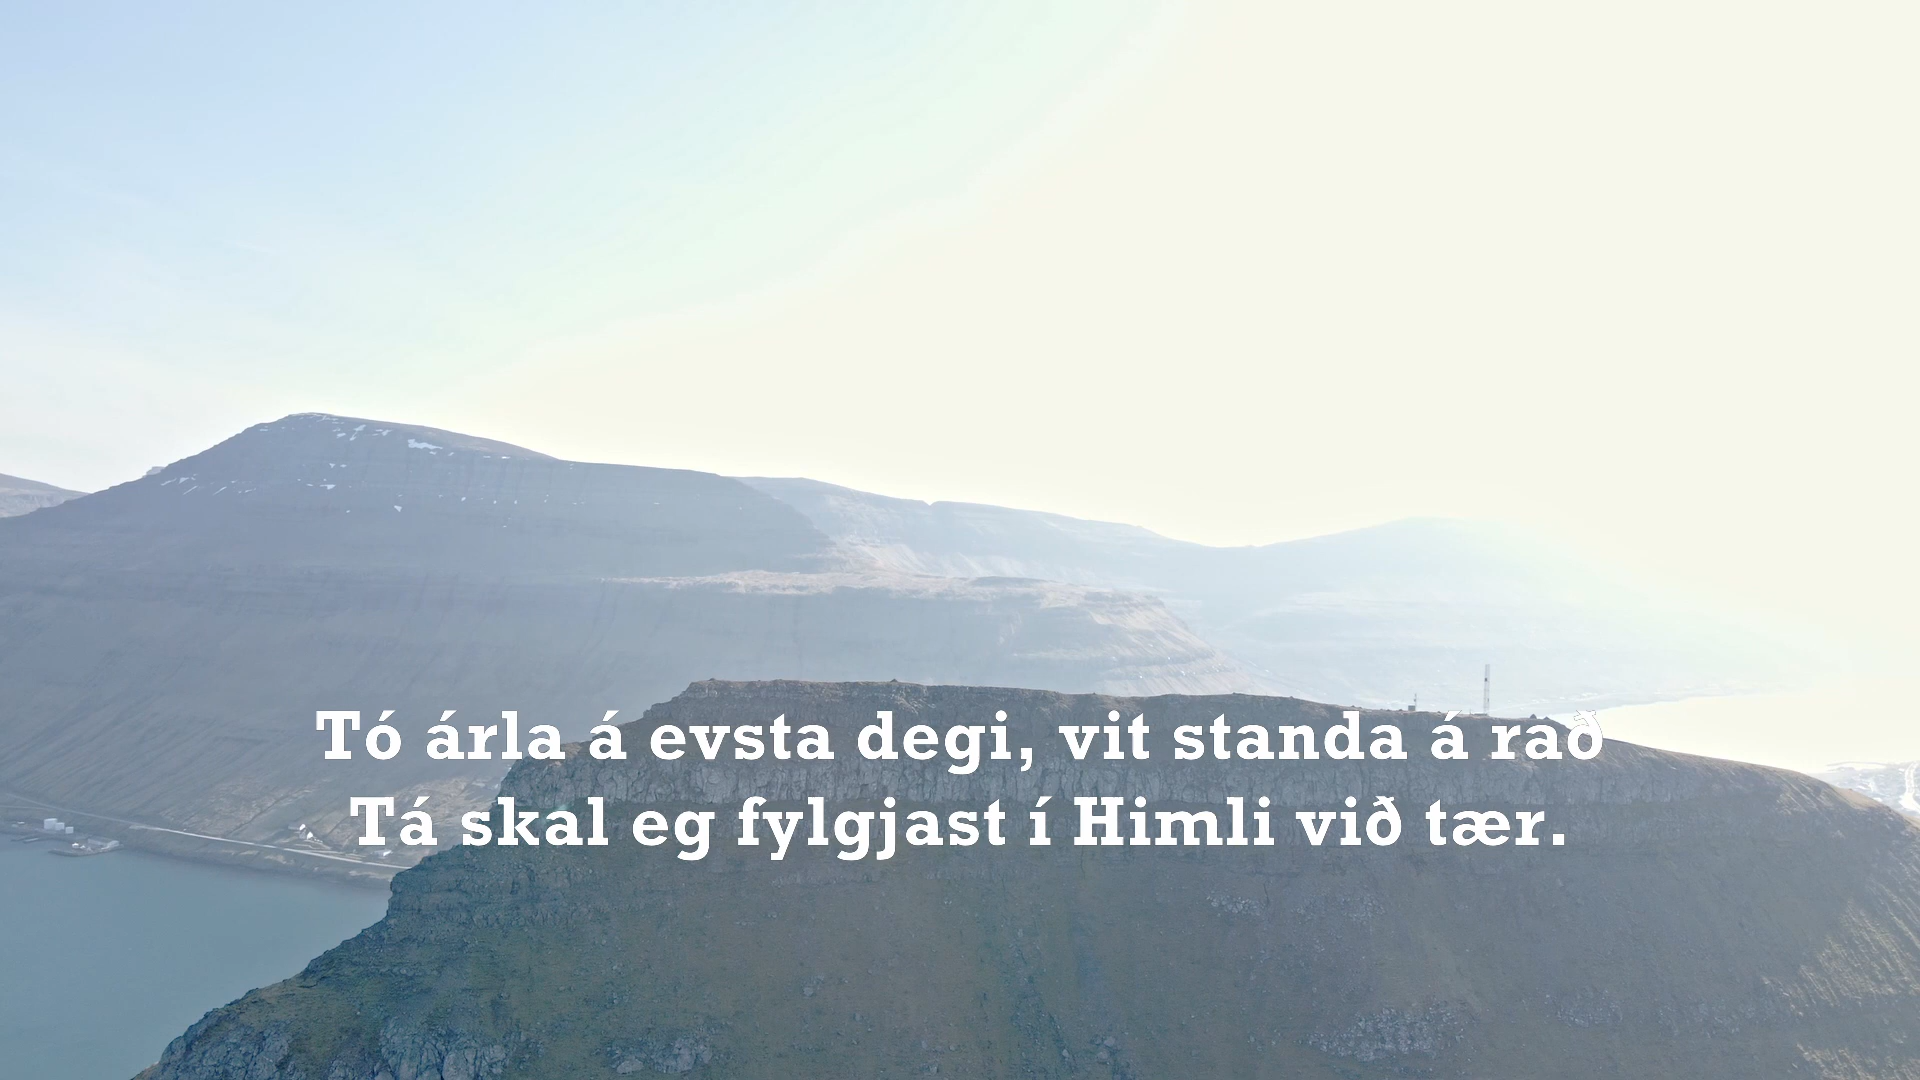 Tó árla á evsta degi, vit standa á rað
Tá skal eg fylgjast í Himli við tær.